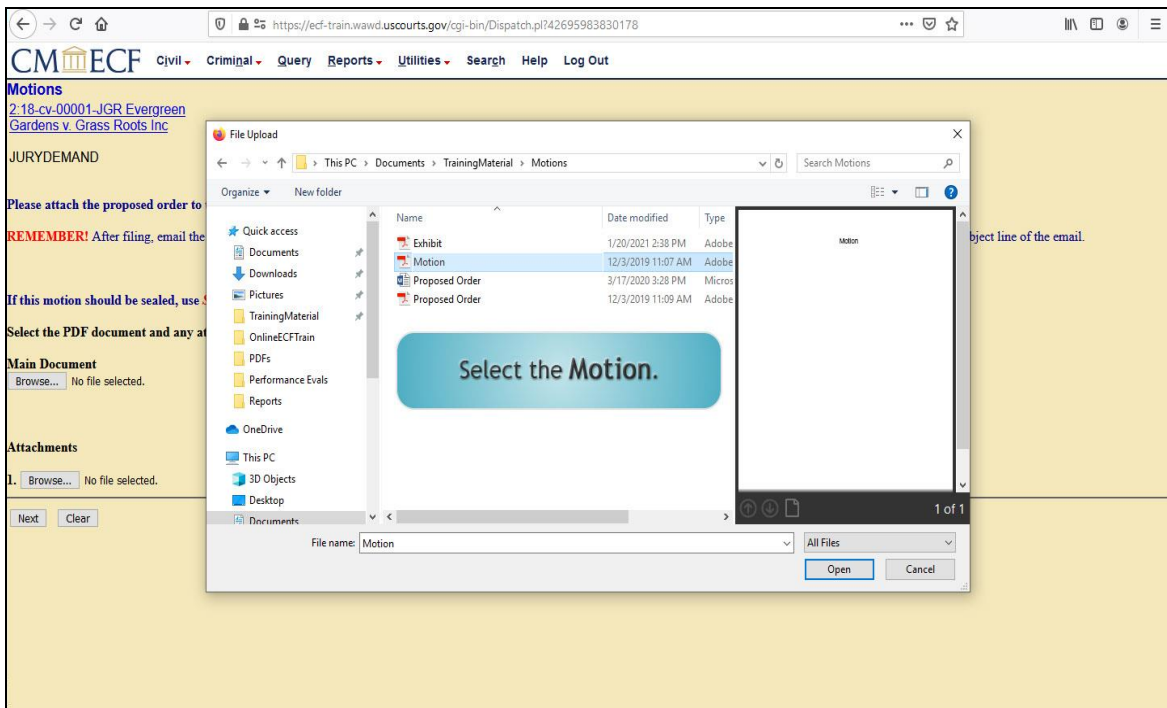 https://ecf-train.wawd.uscourts.gov/cgi-bin/Dispatch.pl?42695983830178
CM ECF Civil Criminal Query Reports Utilities Search Help Log Out
Motions
2:18-cv-00001-JGR Evergreen
Gardens v. Grass Roots Inc
JURYDEMAND
Please attach the proposed order to
REMEMBER! After filing, email the
bject line of the email.
If this motion should be sealed, use
Select the PDF document and any at
Main Document
Browse... No file selected.
Attachments
1. Browse... No file selected.
Next Clear
File Upload
This PC > Documents > TrainingMaterial > Motions
Search Motions
Organize New folder
Quick access
Documents
Downloads
Pictures
TrainingMaterial
OnlineECFTrain
PDFs
Performance Evals
Reports
OneDrive
This PC
3D Objects
Desktop
Documents
Name Date modified Type
Exhibit 1/20/2021 2:38 PM Adobe
Motion 12/3/2019 11:07 AM Adobe
Proposed Order 3/17/2020 3:28 PM Micros
Proposed Order 12/3/2019 11:09 AM Adobe
Select the Motion.
Motion
1 of 1
File name: Motion
All Files
Open Cancel